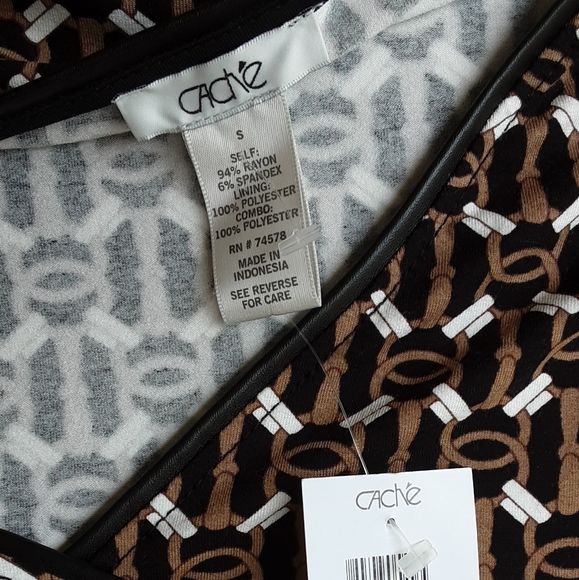 CAChé
S
SELF:
94% RAYON
6% SPANDEX
LINING:
100% POLYESTER
COMBO:
100% POLYESTER
RN # 74578
MADE IN
INDONESIA
SEE REVERSE
FOR CARE
CAChé